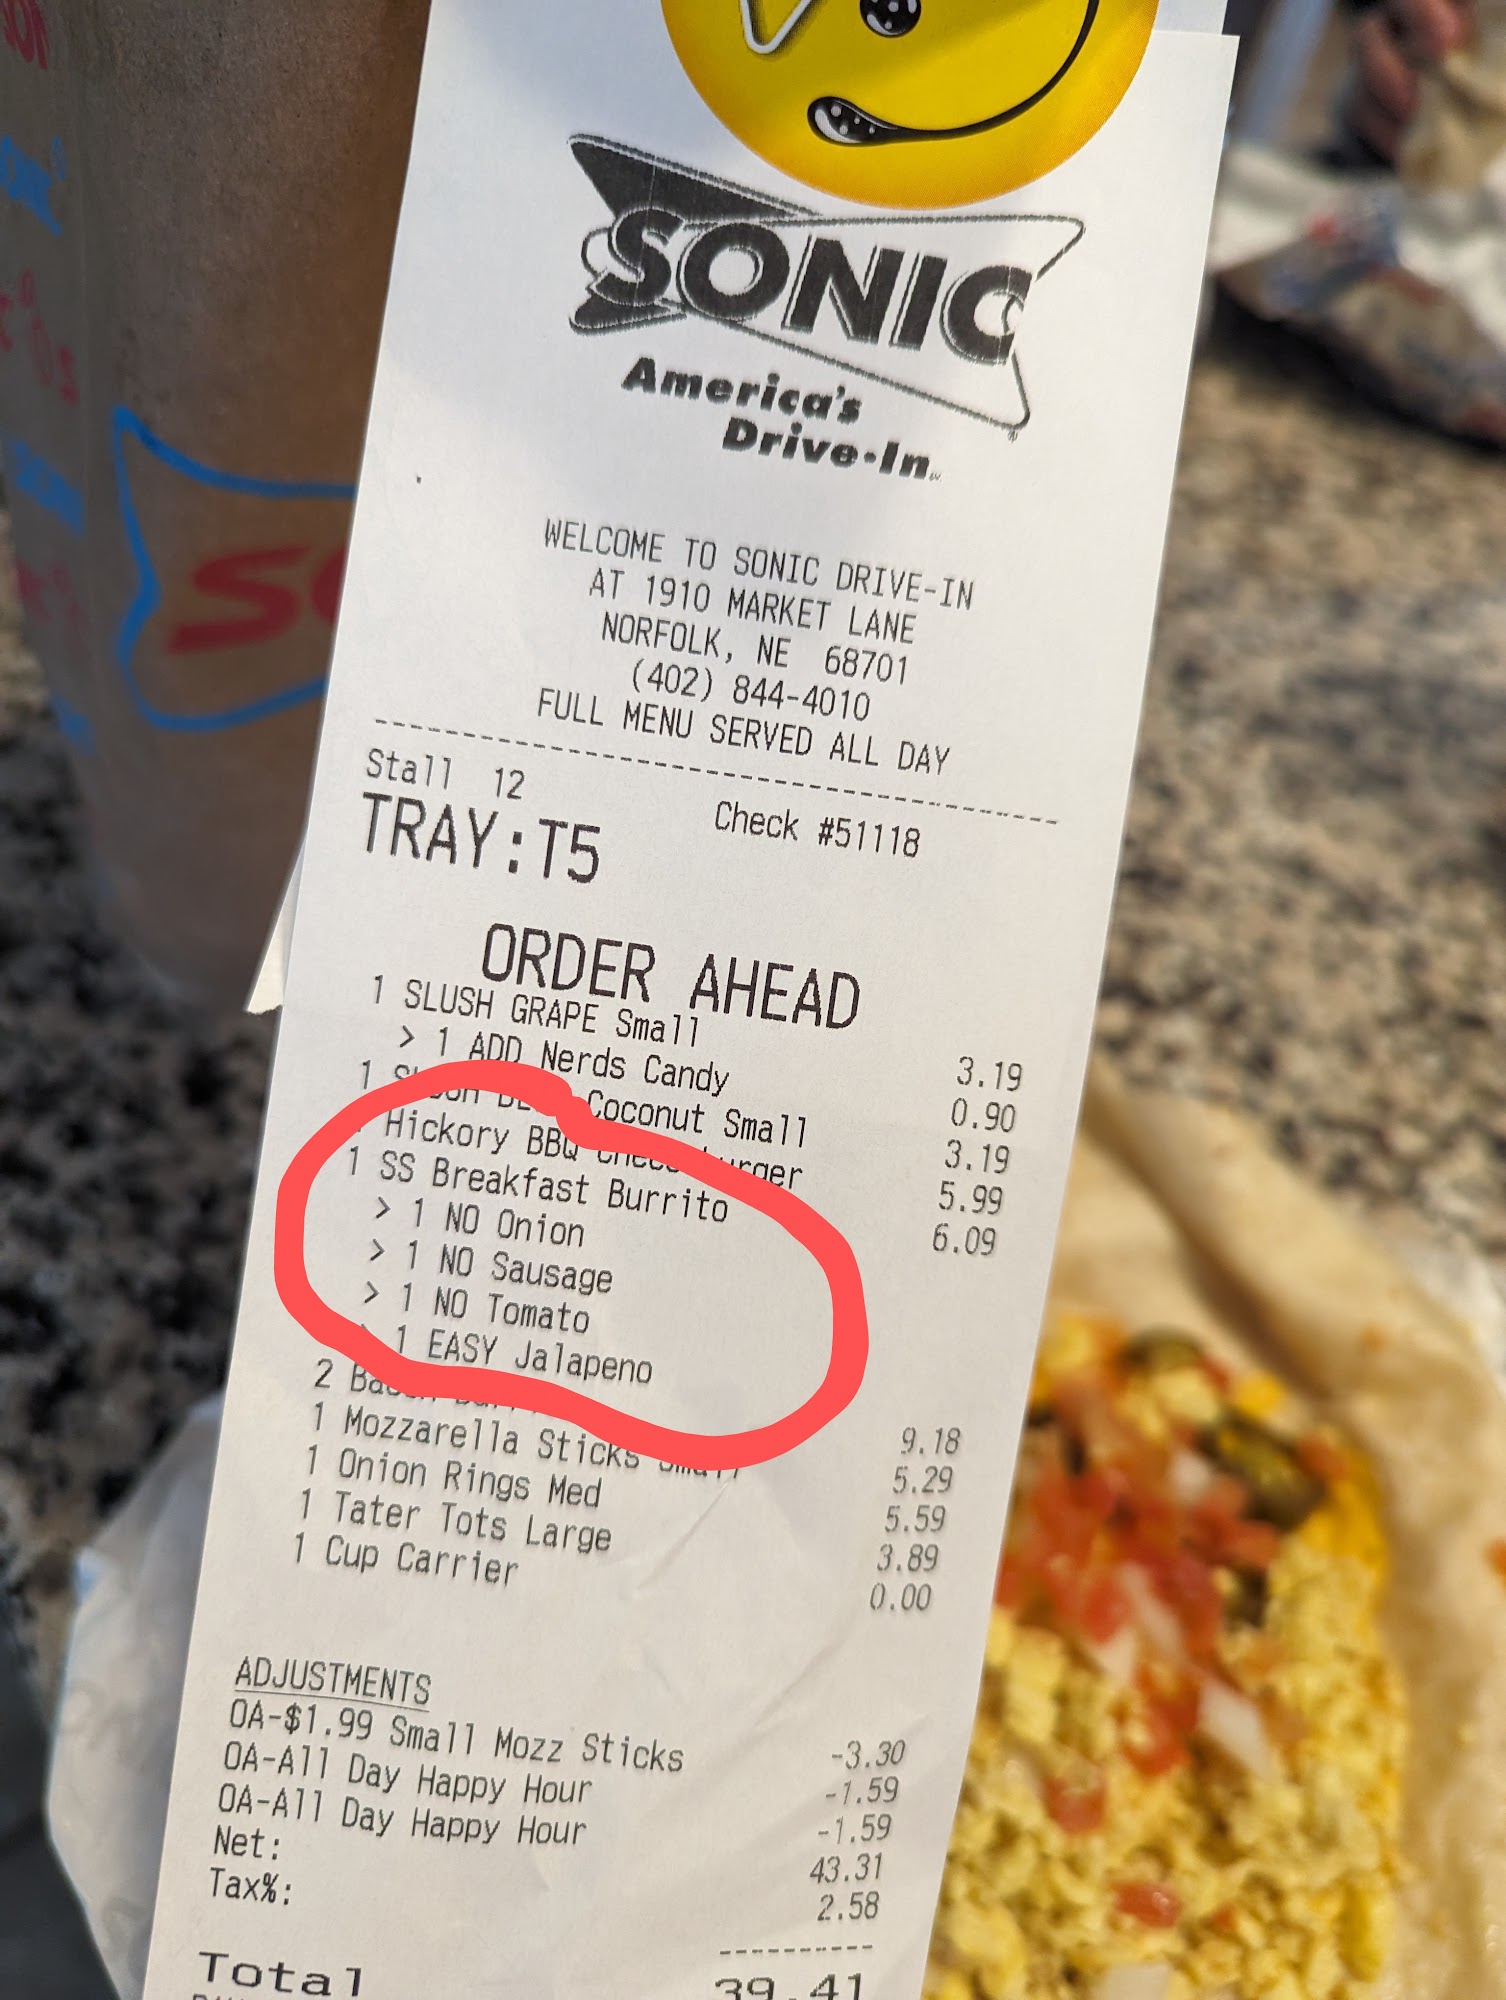 SONIC
America's
Drive-In
WELCOME TO SONIC DRIVE-IN
AT 1910 MARKET LANE
NORFOLK, NE 68701
(402) 844-4010
FULL MENU SERVED ALL DAY
Stall 12 Check #51118
TRAY:T5
ORDER AHEAD
1 SLUSH GRAPE Small 3.19
> 1 ADD Nerds Candy 0.90
1 Coconut Small 3.19
Hickory BBQ 5.99
1 SS Breakfast Burrito 6.09
> 1 NO Onion
> 1 NO Sausage
> 1 NO Tomato
1 EASY Jalapeno
2 9.18
1 Mozzarella Sticks Small 5.29
1 Onion Rings Med 5.59
1 Tater Tots Large 3.89
1 Cup Carrier 0.00
ADJUSTMENTS
OA-$1.99 Small Mozz Sticks -3.30
OA-All Day Happy Hour -1.59
OA-All Day Happy Hour -1.59
Net: 43.31
Tax%: 2.58
Total 39.41